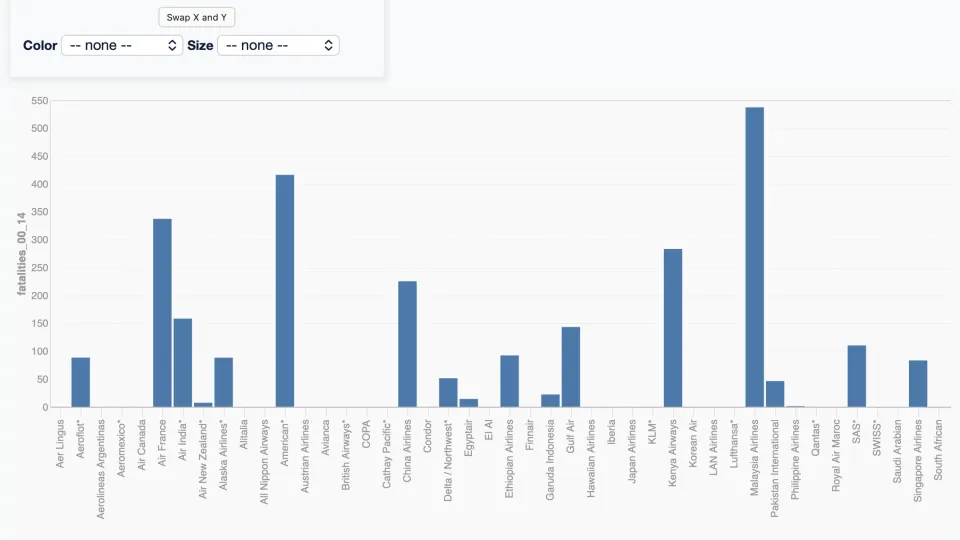 Swap X and Y
Color -- none -- Size -- none --
550
500
450
400
350
300
250
200
150
100
50
0
fatalities_00_14
Aer Lingus
Aeroflot*
Aerolineas Argentinas
Aeromexico*
Air Canada
Air France
Air India*
Air New Zealand*
Alaska Airlines*
Alitalia
All Nippon Airways
American*
Austrian Airlines
Avianca
British Airways*
COPA
Cathay Pacific*
China Airlines
Condor
Delta / Northwest*
Egyptair
El Al
Ethiopian Airlines
Finnair
Garuda Indonesia
Gulf Air
Hawaiian Airlines
Iberia
Japan Airlines
KLM*
Kenya Airways
Korean Air
LAN Airlines
Lufthansa*
Malaysia Airlines
Pakistan International
Philippine Airlines
Qantas*
Royal Air Maroc
SAS*
SWISS*
Saudi Arabian
Singapore Airlines
South African